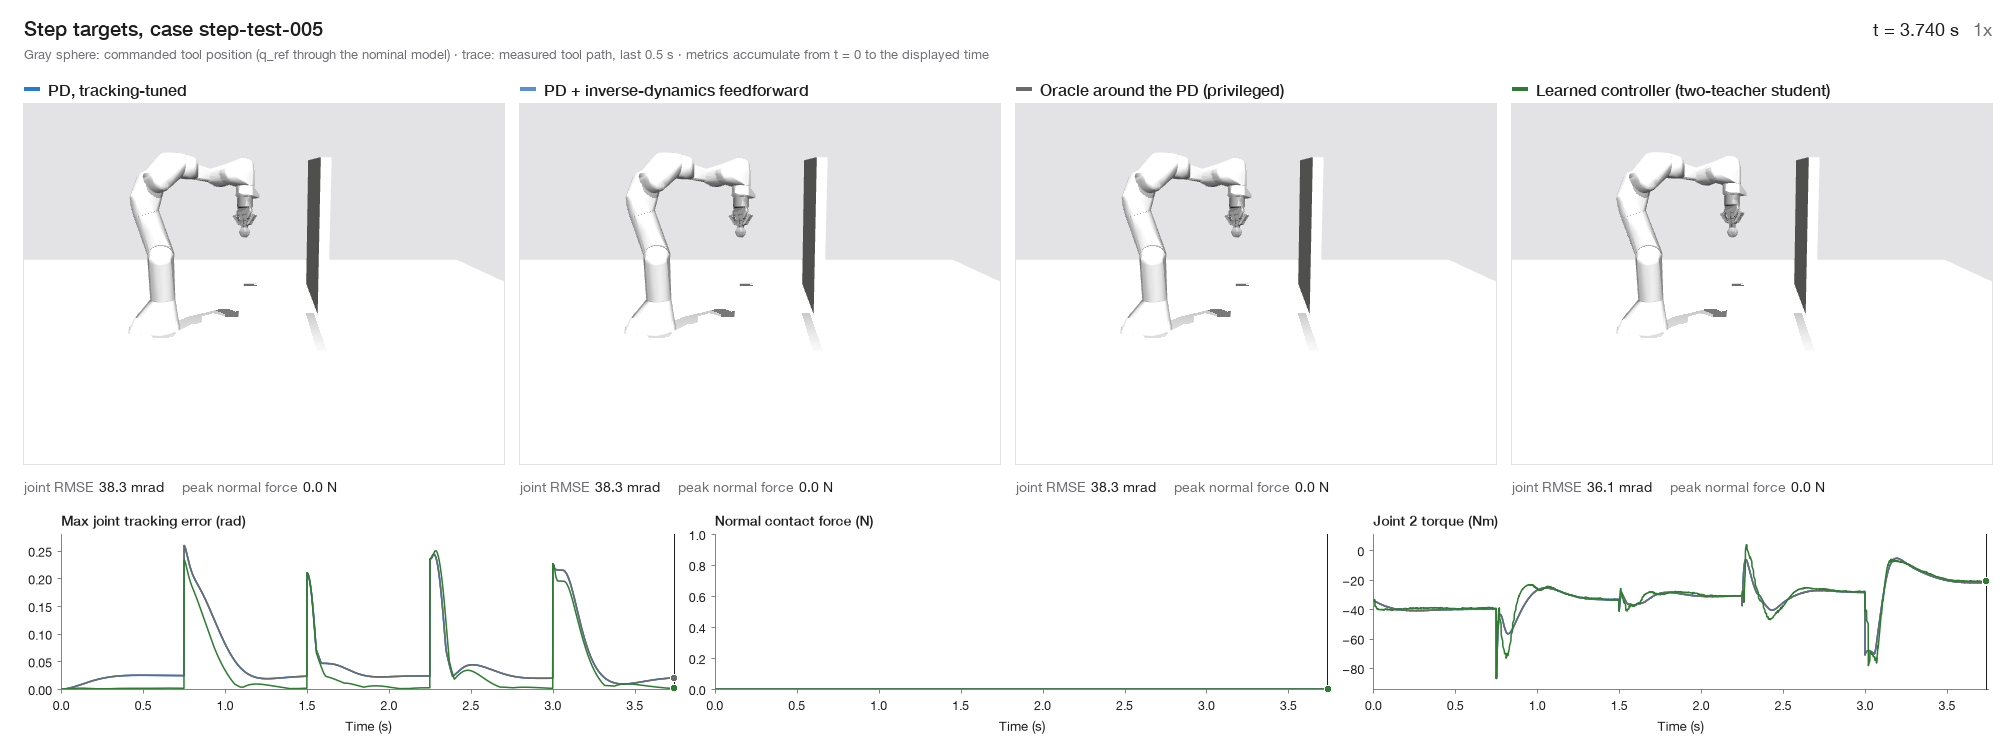 Step targets, case step-test-005
t = 3.740 s 1x
Gray sphere: commanded tool position (q_ref through the nominal model) · trace: measured tool path, last 0.5 s · metrics accumulate from t = 0 to the displayed time
PD, tracking-tuned
PD + inverse-dynamics feedforward
Oracle around the PD (privileged)
Learned controller (two-teacher student)
joint RMSE 38.3 mrad peak normal force 0.0 N
joint RMSE 38.3 mrad peak normal force 0.0 N
joint RMSE 38.3 mrad peak normal force 0.0 N
joint RMSE 36.1 mrad peak normal force 0.0 N
Max joint tracking error (rad)
0.25
0.20
0.15
0.10
0.05
0.00
0.0 0.5 1.0 1.5 2.0 2.5 3.0 3.5
Time (s)
Normal contact force (N)
1.0
0.8
0.6
0.4
0.2
0.0
0.0 0.5 1.0 1.5 2.0 2.5 3.0 3.5
Time (s)
Joint 2 torque (Nm)
0
−20
−40
−60
−80
0.0 0.5 1.0 1.5 2.0 2.5 3.0 3.5
Time (s)